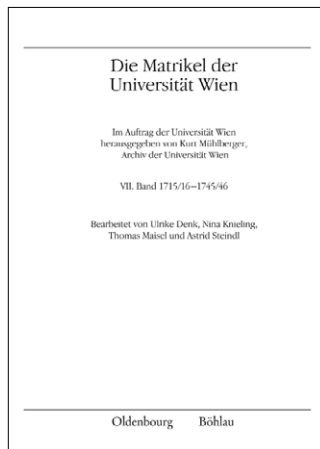 Die Matrikel der
Universität Wien
Im Auftrag der Universität Wien
herausgegeben von Kurt Mühlberger,
Archiv der Universität Wien
VII. Band 1715/16–1745/46
Bearbeitet von Ulrike Denk, Nina Knieling,
Thomas Maisel und Astrid Steindl
Oldenbourg Böhlau